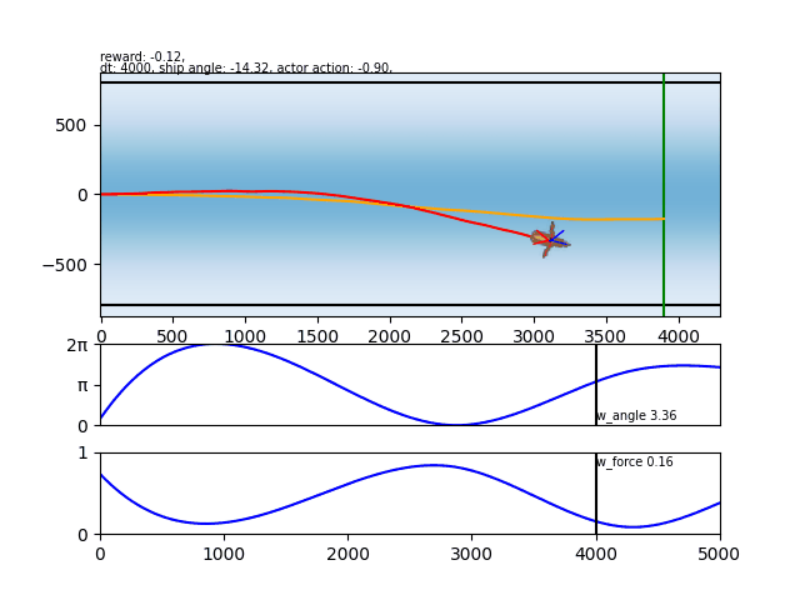 reward: -0.12,
dt: 4000, ship angle: -14.32, actor action: -0.90,
500
0
−500
0 500 1000 1500 2000 2500 3000 3500 4000
2π
π
0
w_angle 3.36
1
0
w_force 0.16
0 1000 2000 3000 4000 5000